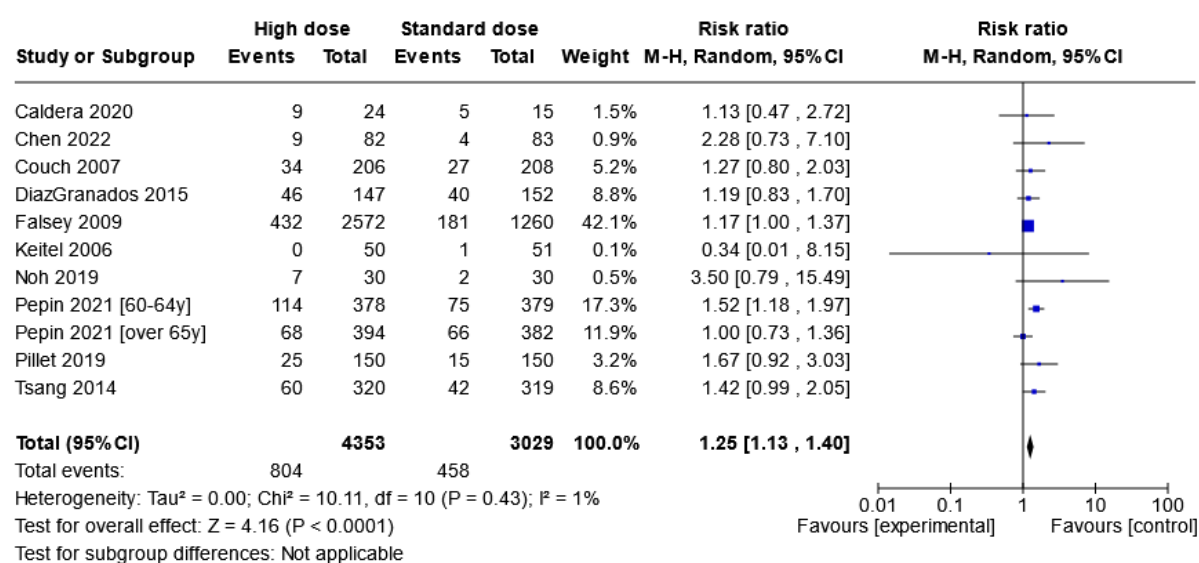 High dose Standard dose Risk ratio Risk ratio
Study or Subgroup Events Total Events Total Weight M-H, Random, 95% CI M-H, Random, 95% CI
Caldera 2020 9 24 5 15 1.5% 1.13 [0.47 , 2.72]
Chen 2022 9 82 4 83 0.9% 2.28 [0.73 , 7.10]
Couch 2007 34 206 27 208 5.2% 1.27 [0.80 , 2.03]
DiazGranados 2015 46 147 40 152 8.8% 1.19 [0.83 , 1.70]
Falsey 2009 432 2572 181 1260 42.1% 1.17 [1.00 , 1.37]
Keitel 2006 0 50 1 51 0.1% 0.34 [0.01 , 8.15]
Noh 2019 7 30 2 30 0.5% 3.50 [0.79 , 15.49]
Pepin 2021 [60-64y] 114 378 75 379 17.3% 1.52 [1.18 , 1.97]
Pepin 2021 [over 65y] 68 394 66 382 11.9% 1.00 [0.73 , 1.36]
Pillet 2019 25 150 15 150 3.2% 1.67 [0.92 , 3.03]
Tsang 2014 60 320 42 319 8.6% 1.42 [0.99 , 2.05]
Total (95% CI) 4353 3029 100.0% 1.25 [1.13 , 1.40]
Total events: 804 458
Heterogeneity: Tau² = 0.00; Chi² = 10.11, df = 10 (P = 0.43); I² = 1%
0.01 0.1 1 10 100
Test for overall effect: Z = 4.16 (P < 0.0001)
Favours [experimental] Favours [control]
Test for subgroup differences: Not applicable